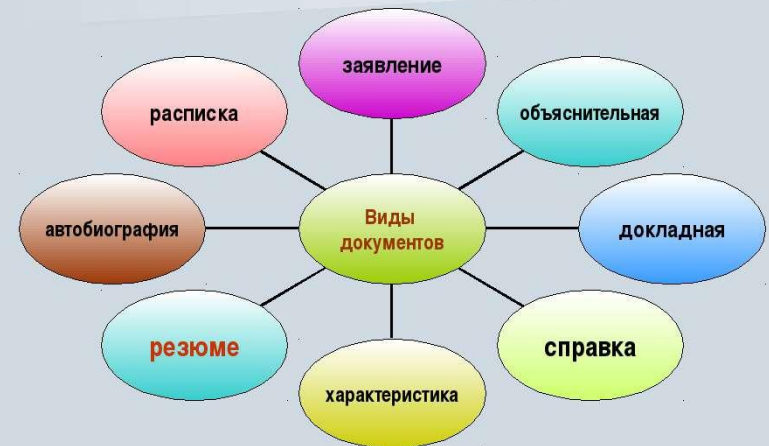 заявление
расписка
объяснительная
Виды
документов
автобиография
докладная
резюме
справка
характеристика